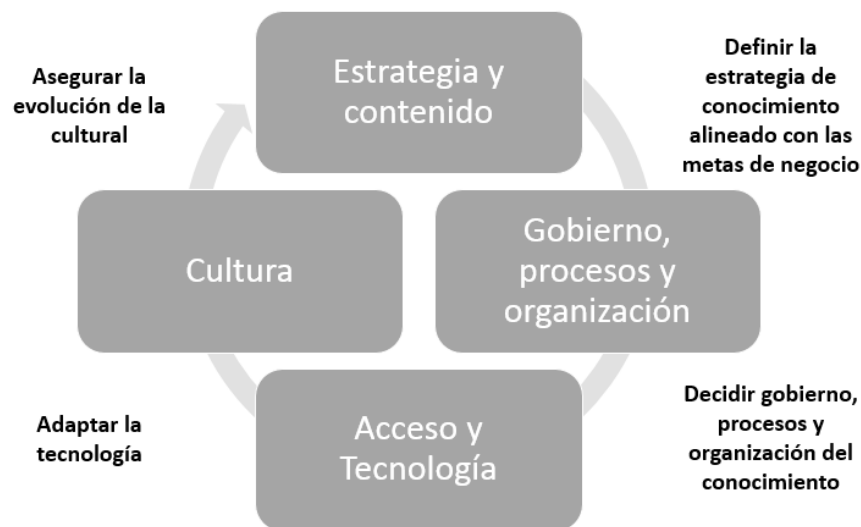 Estrategia y
contenido
Definir la
estrategia de
conocimiento
alineado con las
metas de negocio
Gobierno,
procesos y
organización
Decidir gobierno,
procesos y
organización del
conocimiento
Acceso y
Tecnología
Adaptar la
tecnología
Cultura
Asegurar la
evolución de la
cultural